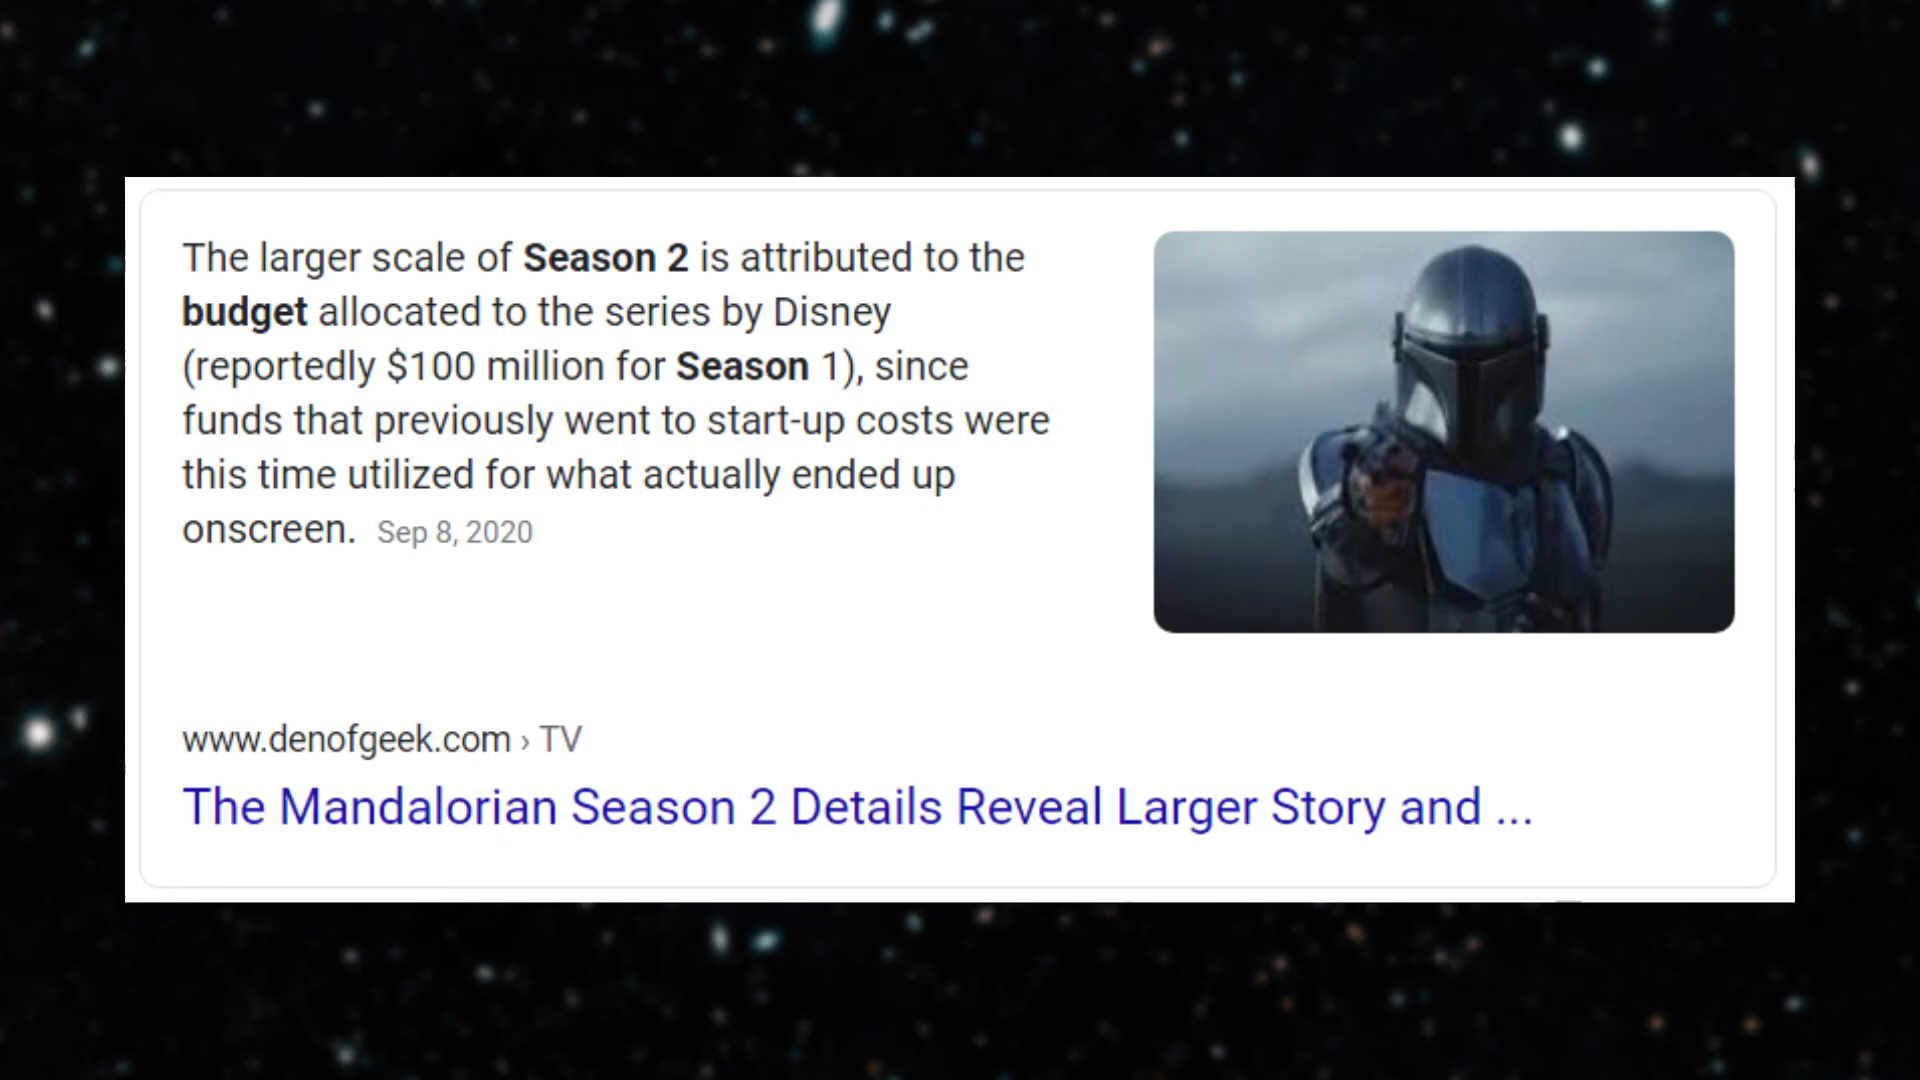 The larger scale of Season 2 is attributed to the
budget allocated to the series by Disney
(reportedly $100 million for Season 1), since
funds that previously went to start-up costs were
this time utilized for what actually ended up
onscreen. Sep 8, 2020
www.denofgeek.com › TV
The Mandalorian Season 2 Details Reveal Larger Story and ...